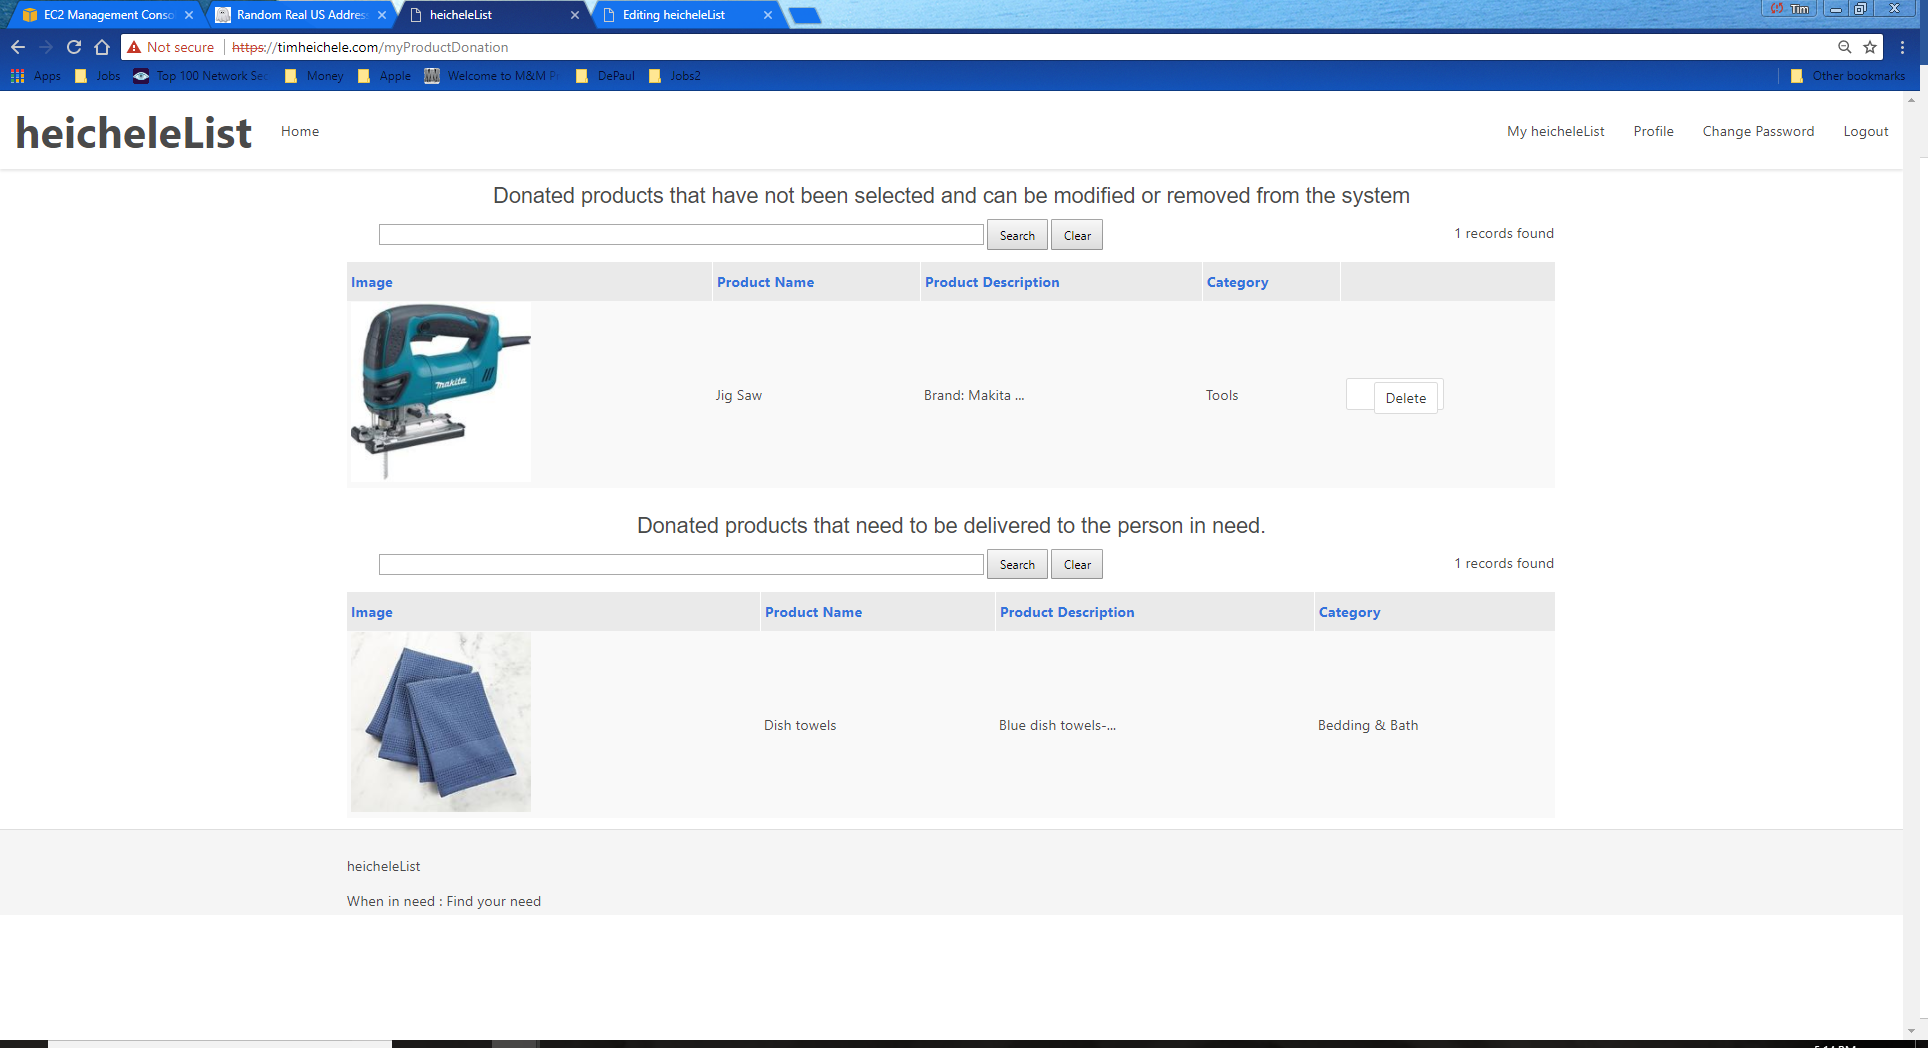 EC2 Management Conso
Random Real US Address
heicheleList
Editing heicheleList
Tim
Not secure
https://timheichele.com/myProductDonation
Apps
Jobs
Top 100 Network Sec
Money
Apple
Welcome to M&M P
DePaul
Jobs2
Other bookmarks
heicheleList
Home
My heicheleList
Profile
Change Password
Logout
Donated products that have not been selected and can be modified or removed from the system
Search
Clear
1 records found
Image
Product Name
Product Description
Category
makita
Jig Saw
Brand: Makita ...
Tools
Delete
Donated products that need to be delivered to the person in need.
Search
Clear
1 records found
Image
Product Name
Product Description
Category
Dish towels
Blue dish towels-...
Bedding & Bath
heicheleList
When in need : Find your need